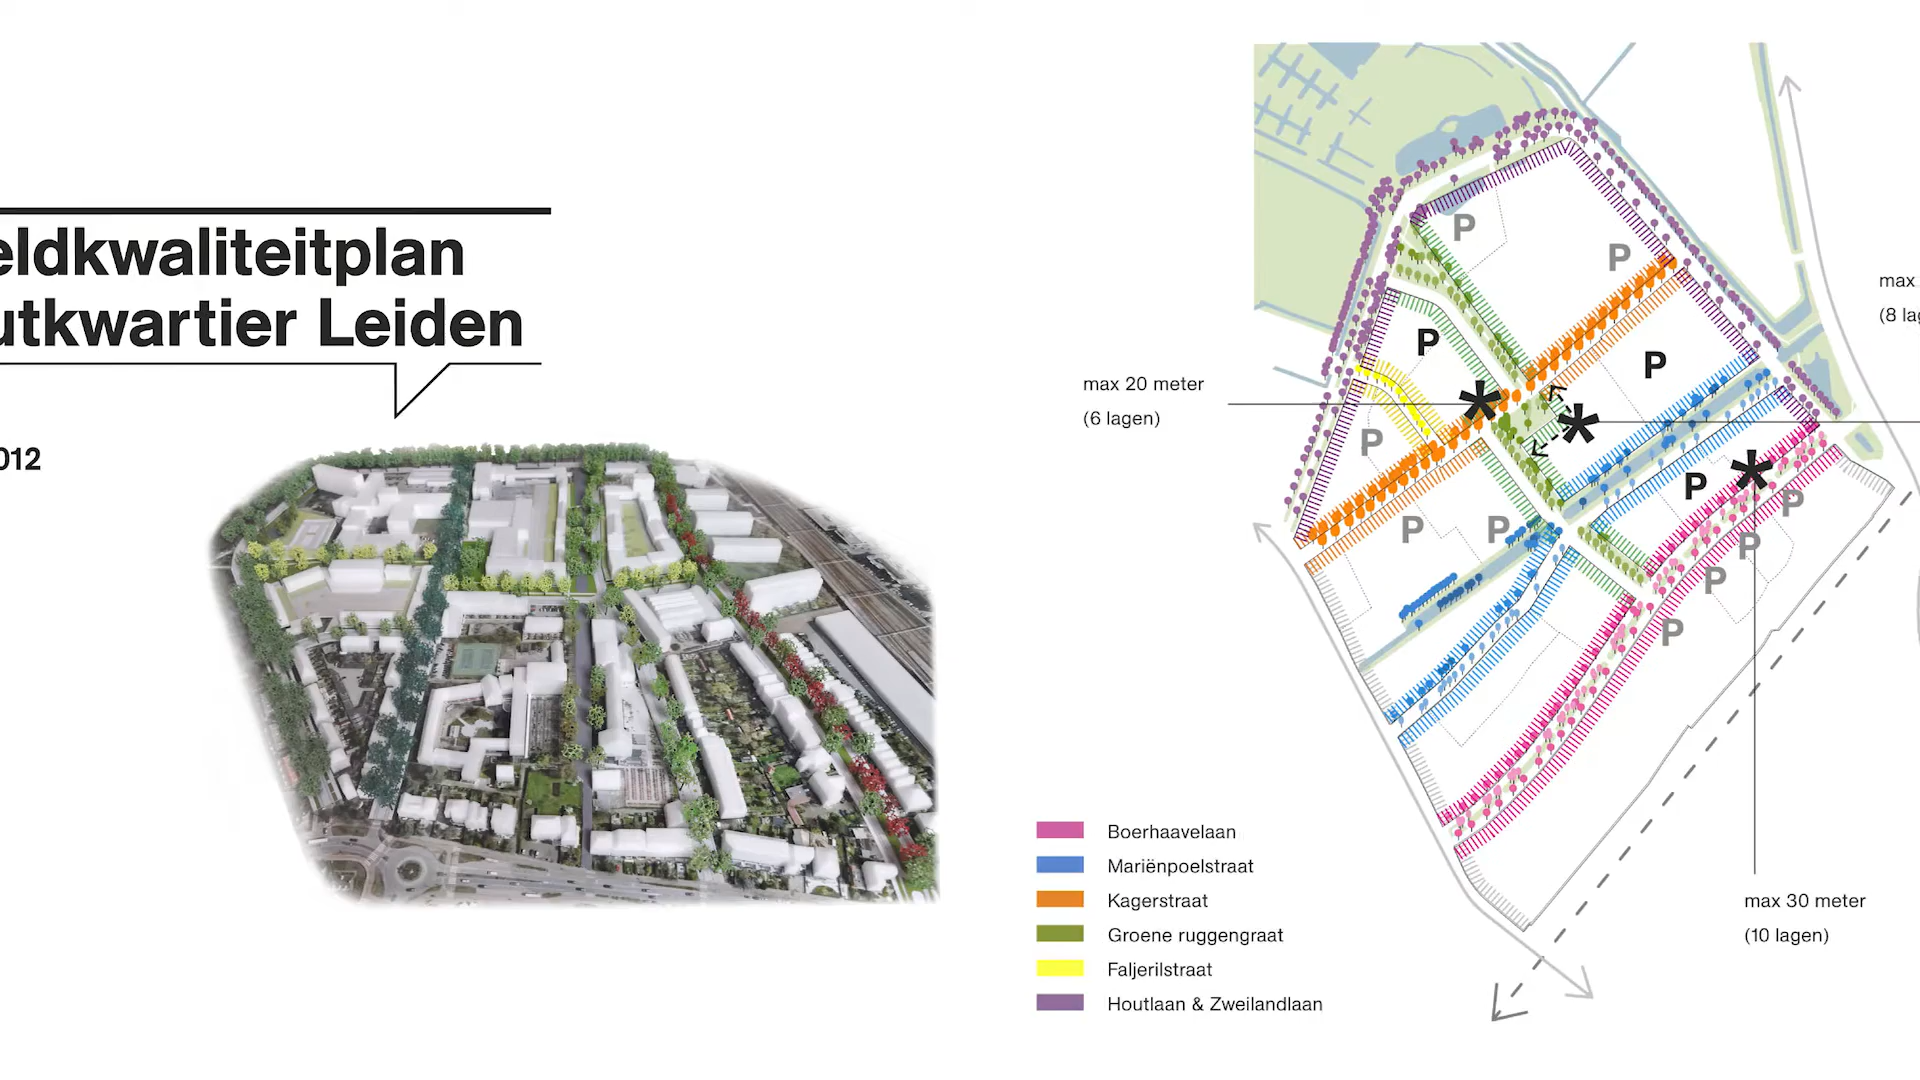 eldkwaliteitplan
utkwartier Leiden
012
max 20 meter
(6 lagen)
max
(8 lag
P
P
P
P
P
P
P
P
P
P
P
P
max 30 meter
(10 lagen)
Boerhaavelaan
Mariënpoelstraat
Kagerstraat
Groene ruggengraat
Faljerilstraat
Houtlaan & Zweilandlaan